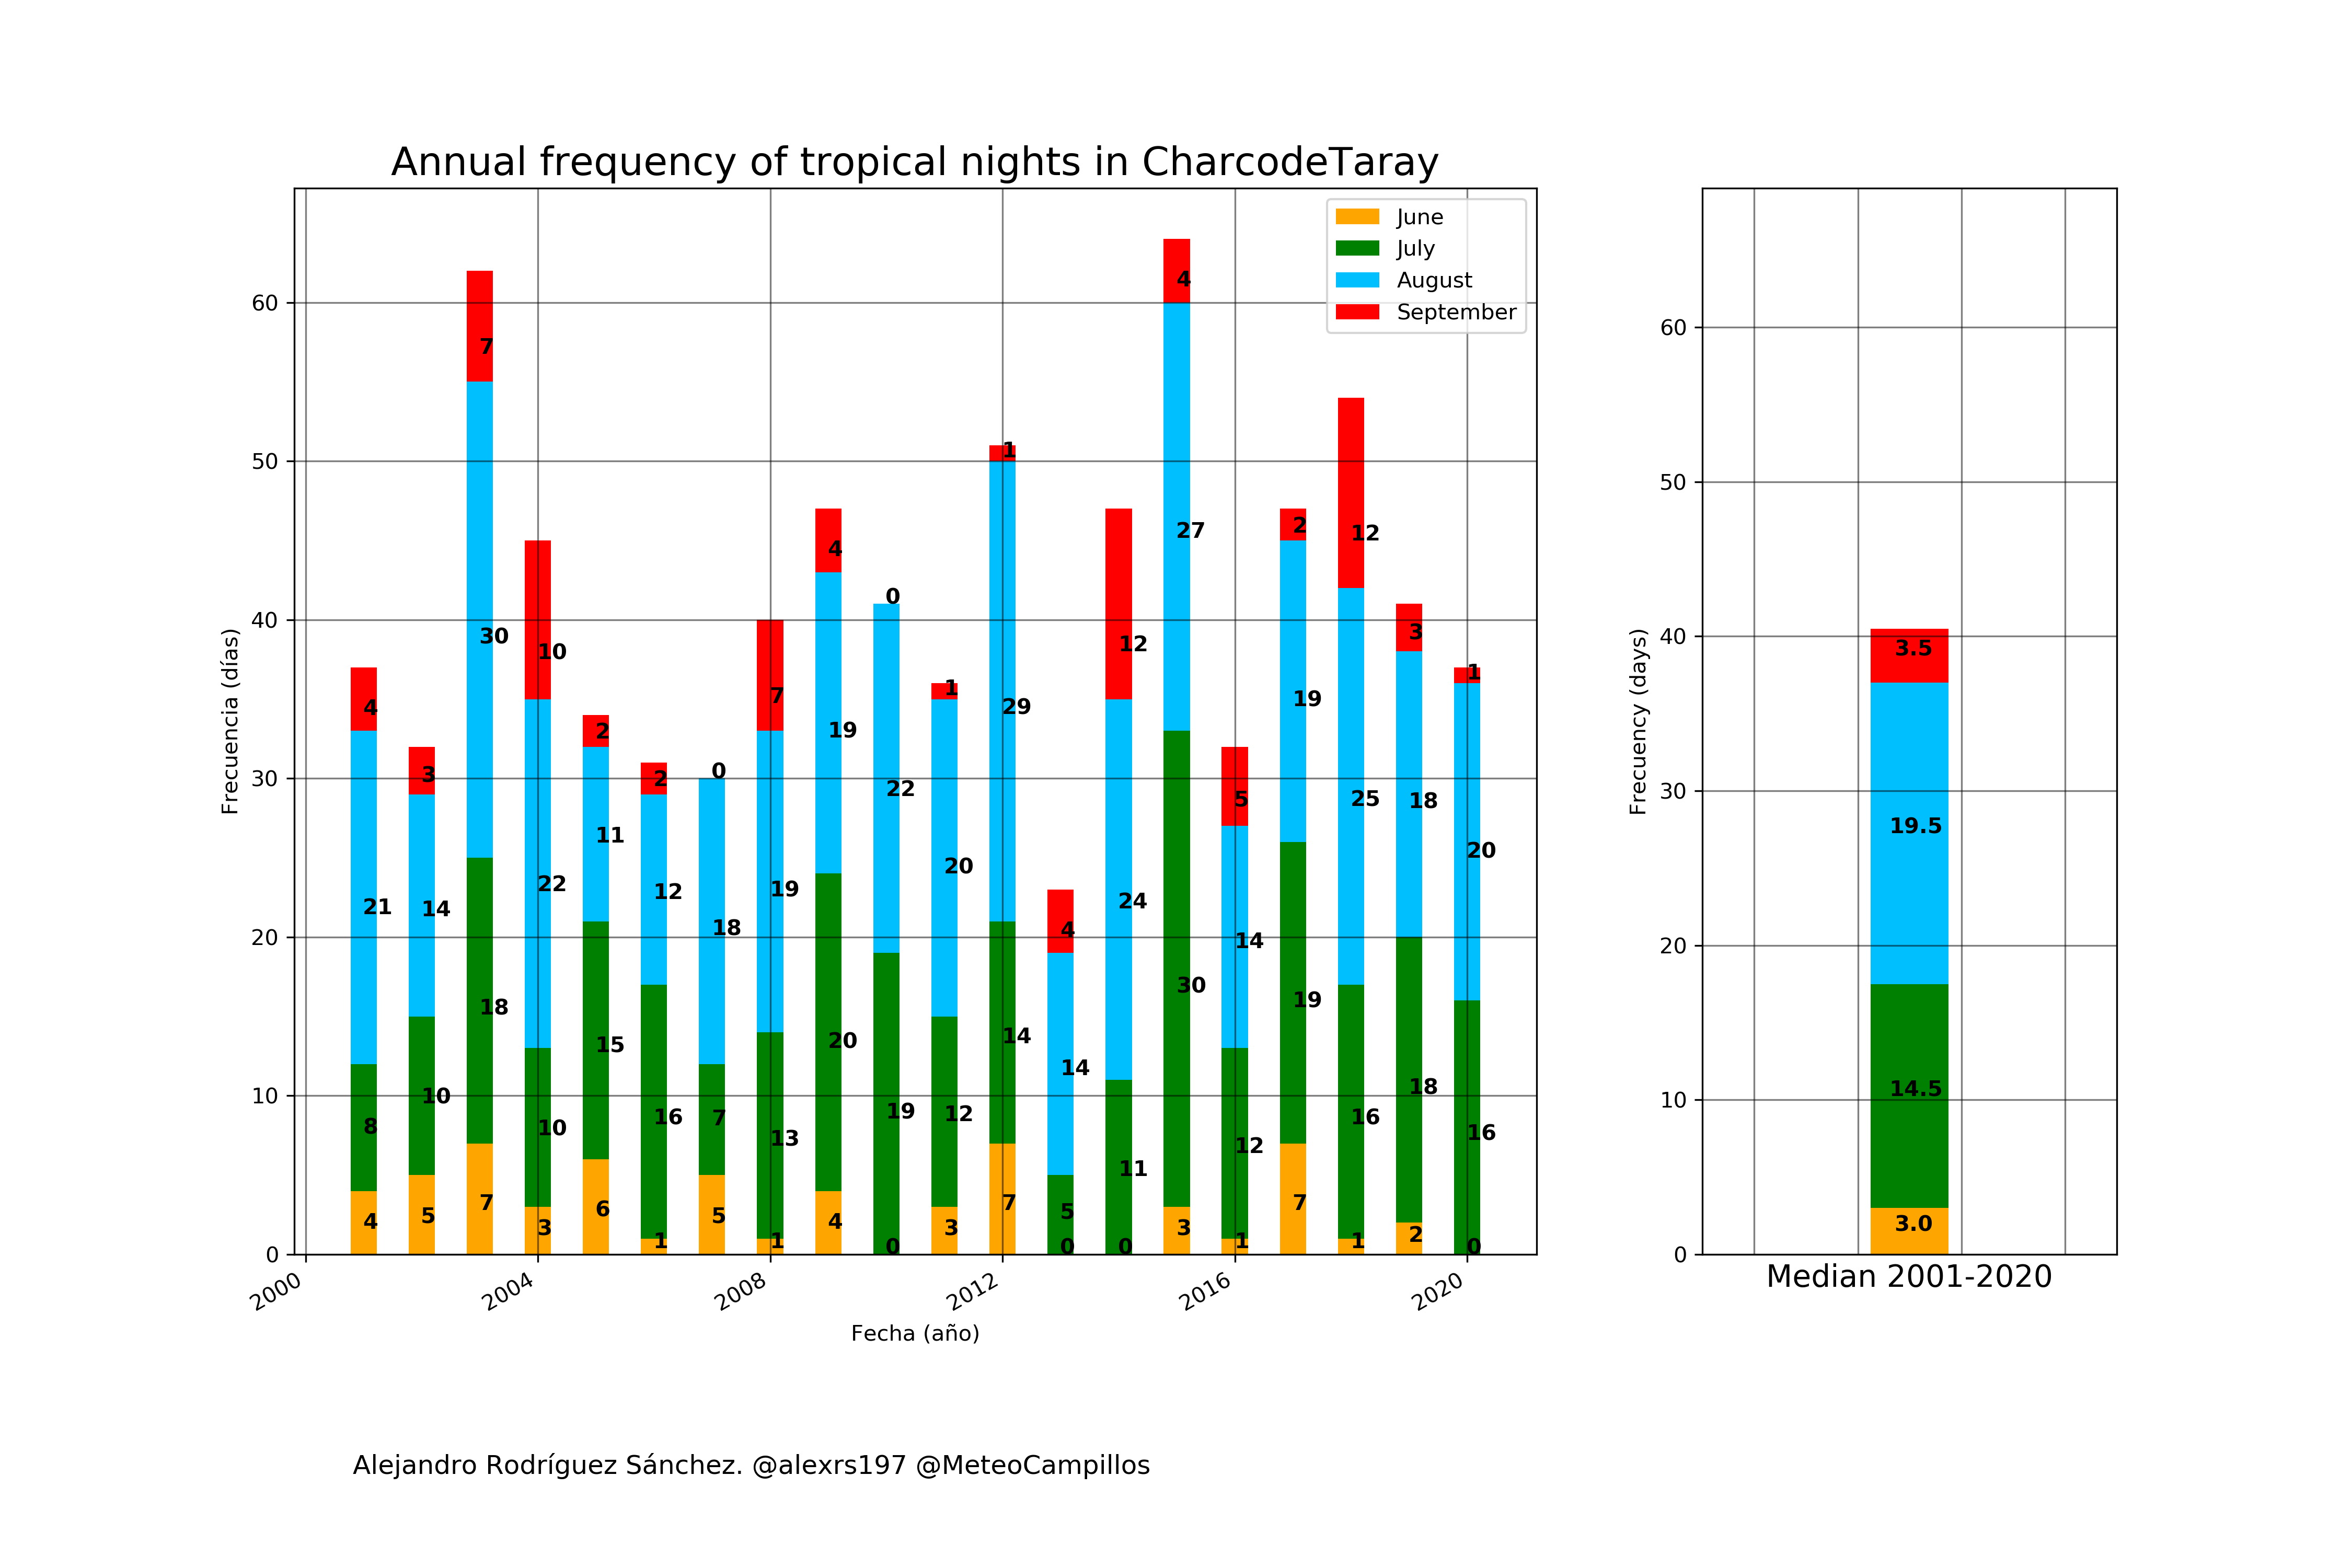 Annual frequency of tropical nights in CharcodeTaray
June
July
August
September
Frecuencia (días)
60
50
40
30
20
10
0
4 8 21 4
5 10 14 3
7 18 30 7
3 10 22 10
6 15 11 2
1 16 12 2
5 7 18 0
1 13 19 7
4 20 19 4
0 19 22 0
3 12 20 1
7 14 29 1
0 5 14 4
0 11 24 12
3 30 27 4
1 12 14 5
7 19 19 2
1 16 25 12
2 18 18 3
0 16 20 1
2000 2004 2008 2012 2016 2020
Fecha (año)
Frecuency (days)
60
50
40
30
20
10
0
3.5
19.5
14.5
3.0
Median 2001-2020
Alejandro Rodríguez Sánchez. @alexrs197 @MeteoCampillos